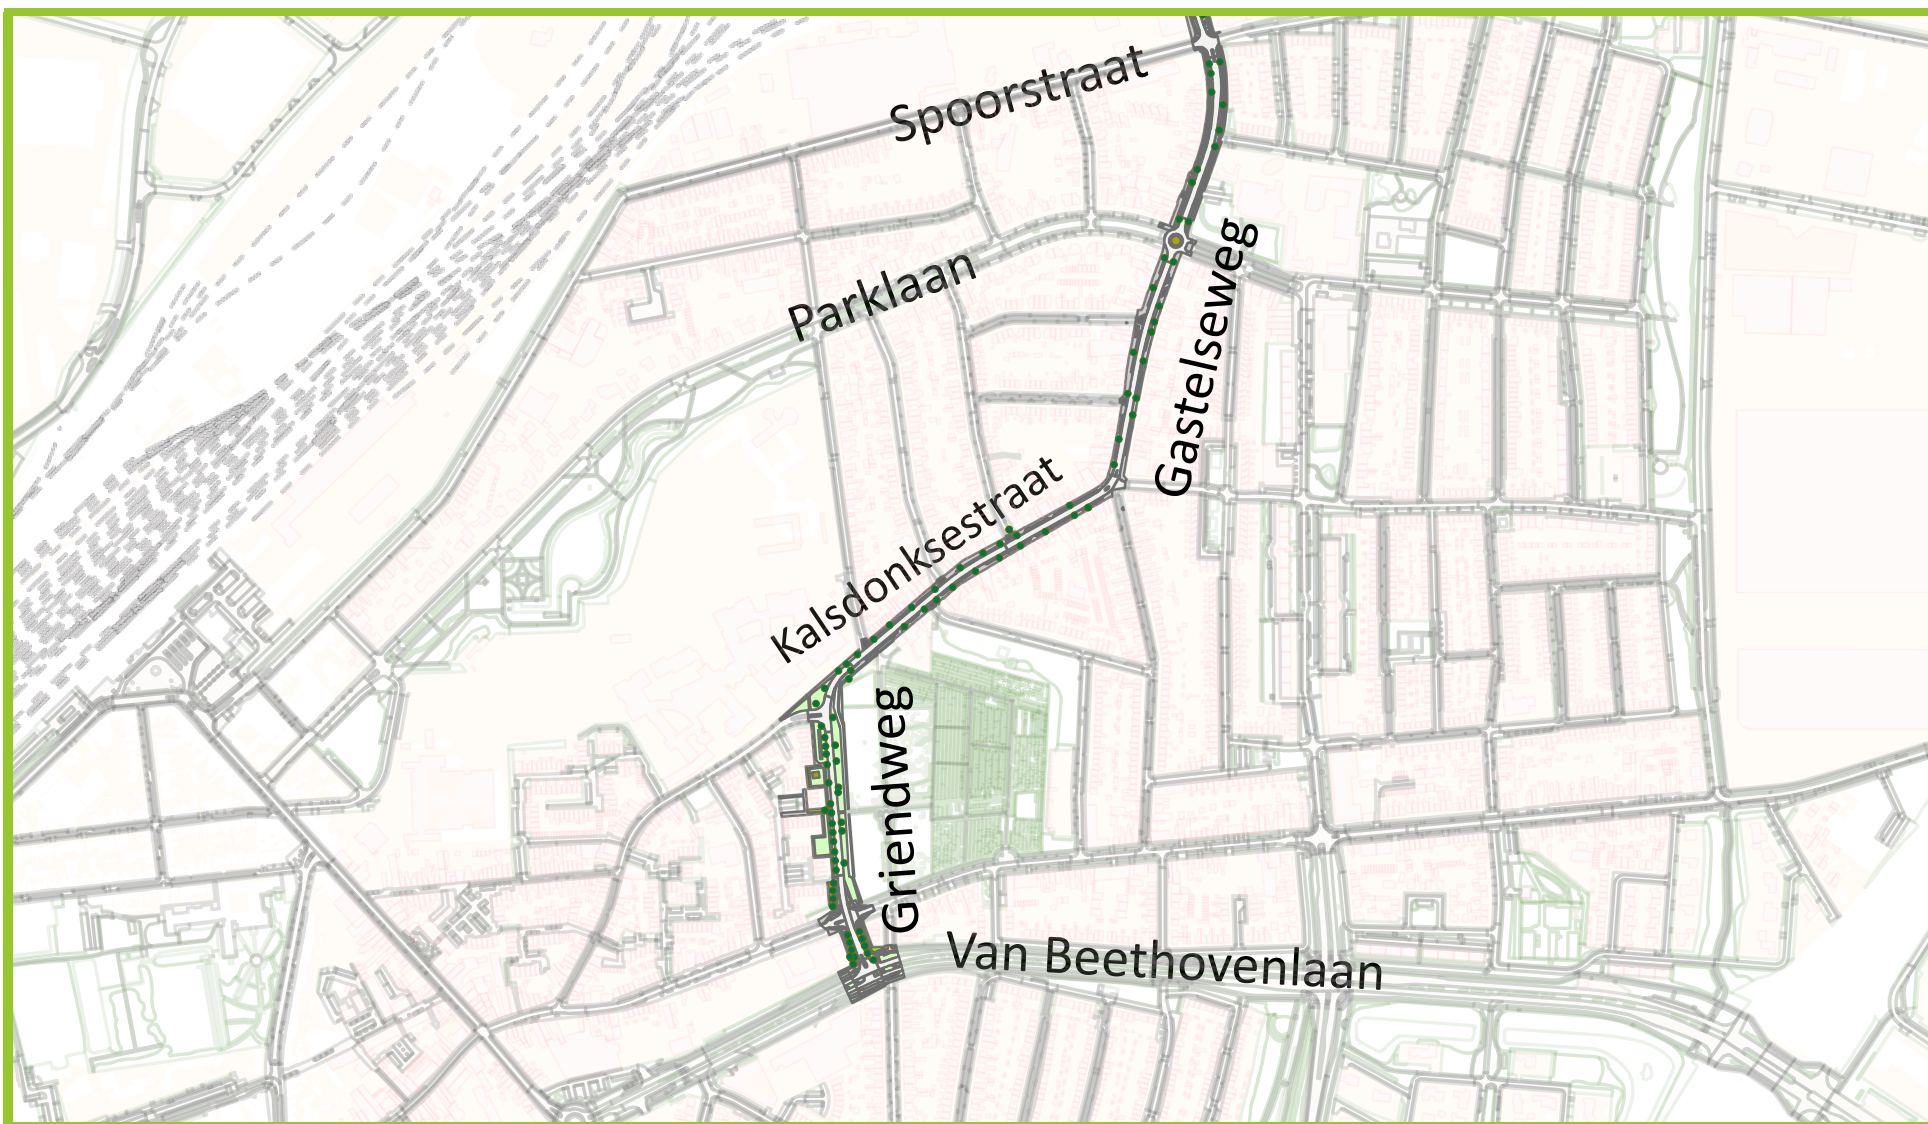 Spoorstraat
Parklaan
Gastelseweg
Kalsdonksestraat
Griendweg
Van Beethovenlaan